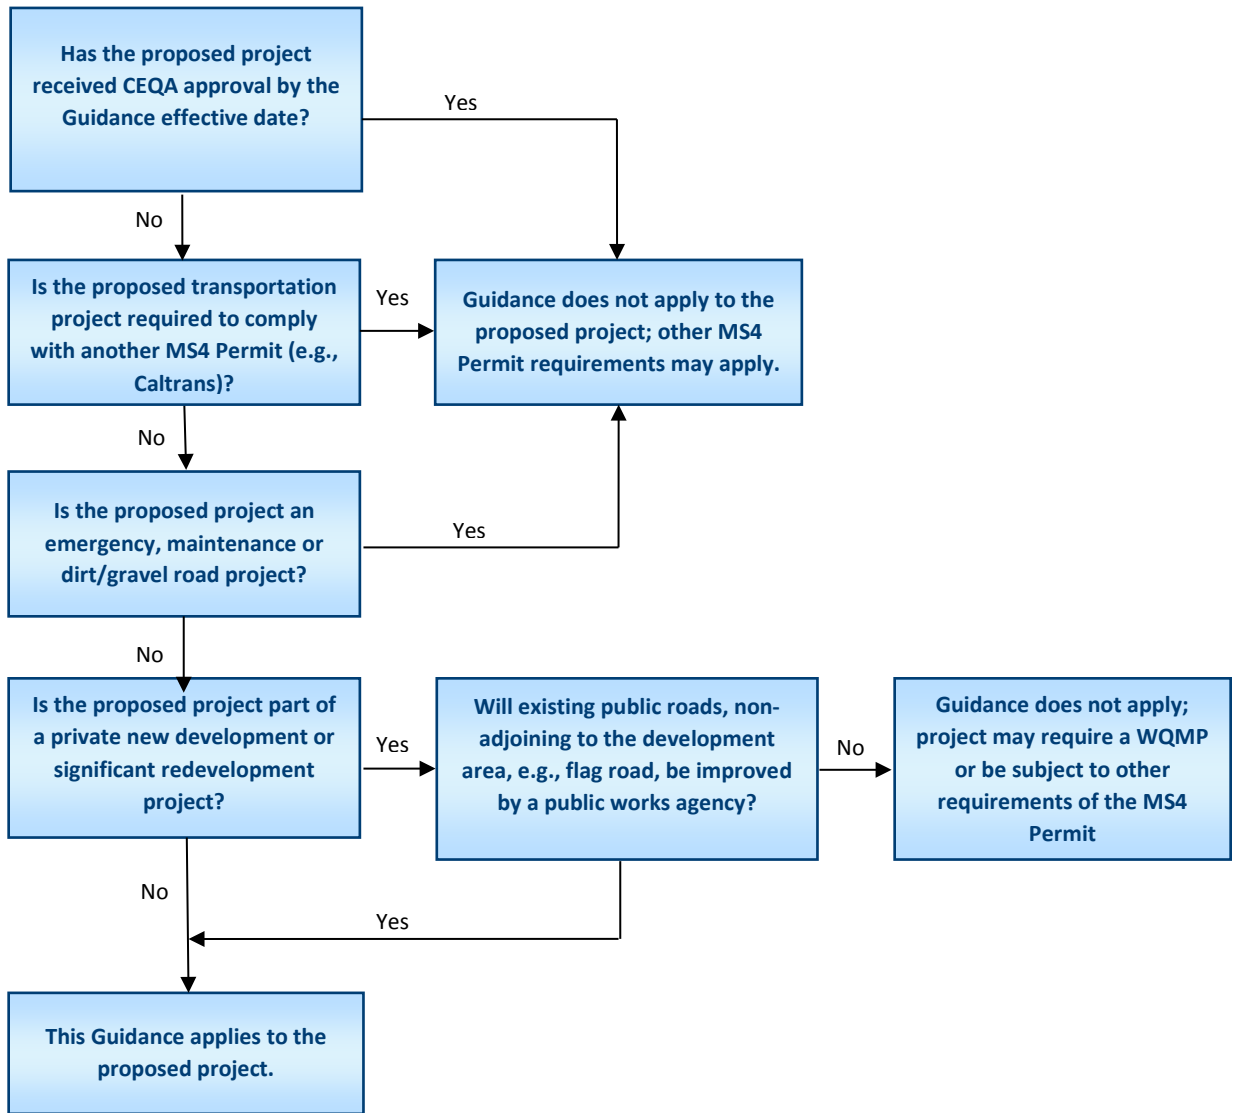 Has the proposed project
received CEQA approval by the
Guidance effective date?
Yes
No
Is the proposed transportation
project required to comply
with another MS4 Permit (e.g.,
Caltrans)?
Yes
Guidance does not apply to the
proposed project; other MS4
Permit requirements may apply.
No
Is the proposed project an
emergency, maintenance or
dirt/gravel road project?
Yes
No
Is the proposed project part of
a private new development or
significant redevelopment
project?
Yes
Will existing public roads, non-
adjoining to the development
area, e.g., flag road, be improved
by a public works agency?
No
Guidance does not apply;
project may require a WQMP
or be subject to other
requirements of the MS4
Permit
No
Yes
This Guidance applies to the
proposed project.